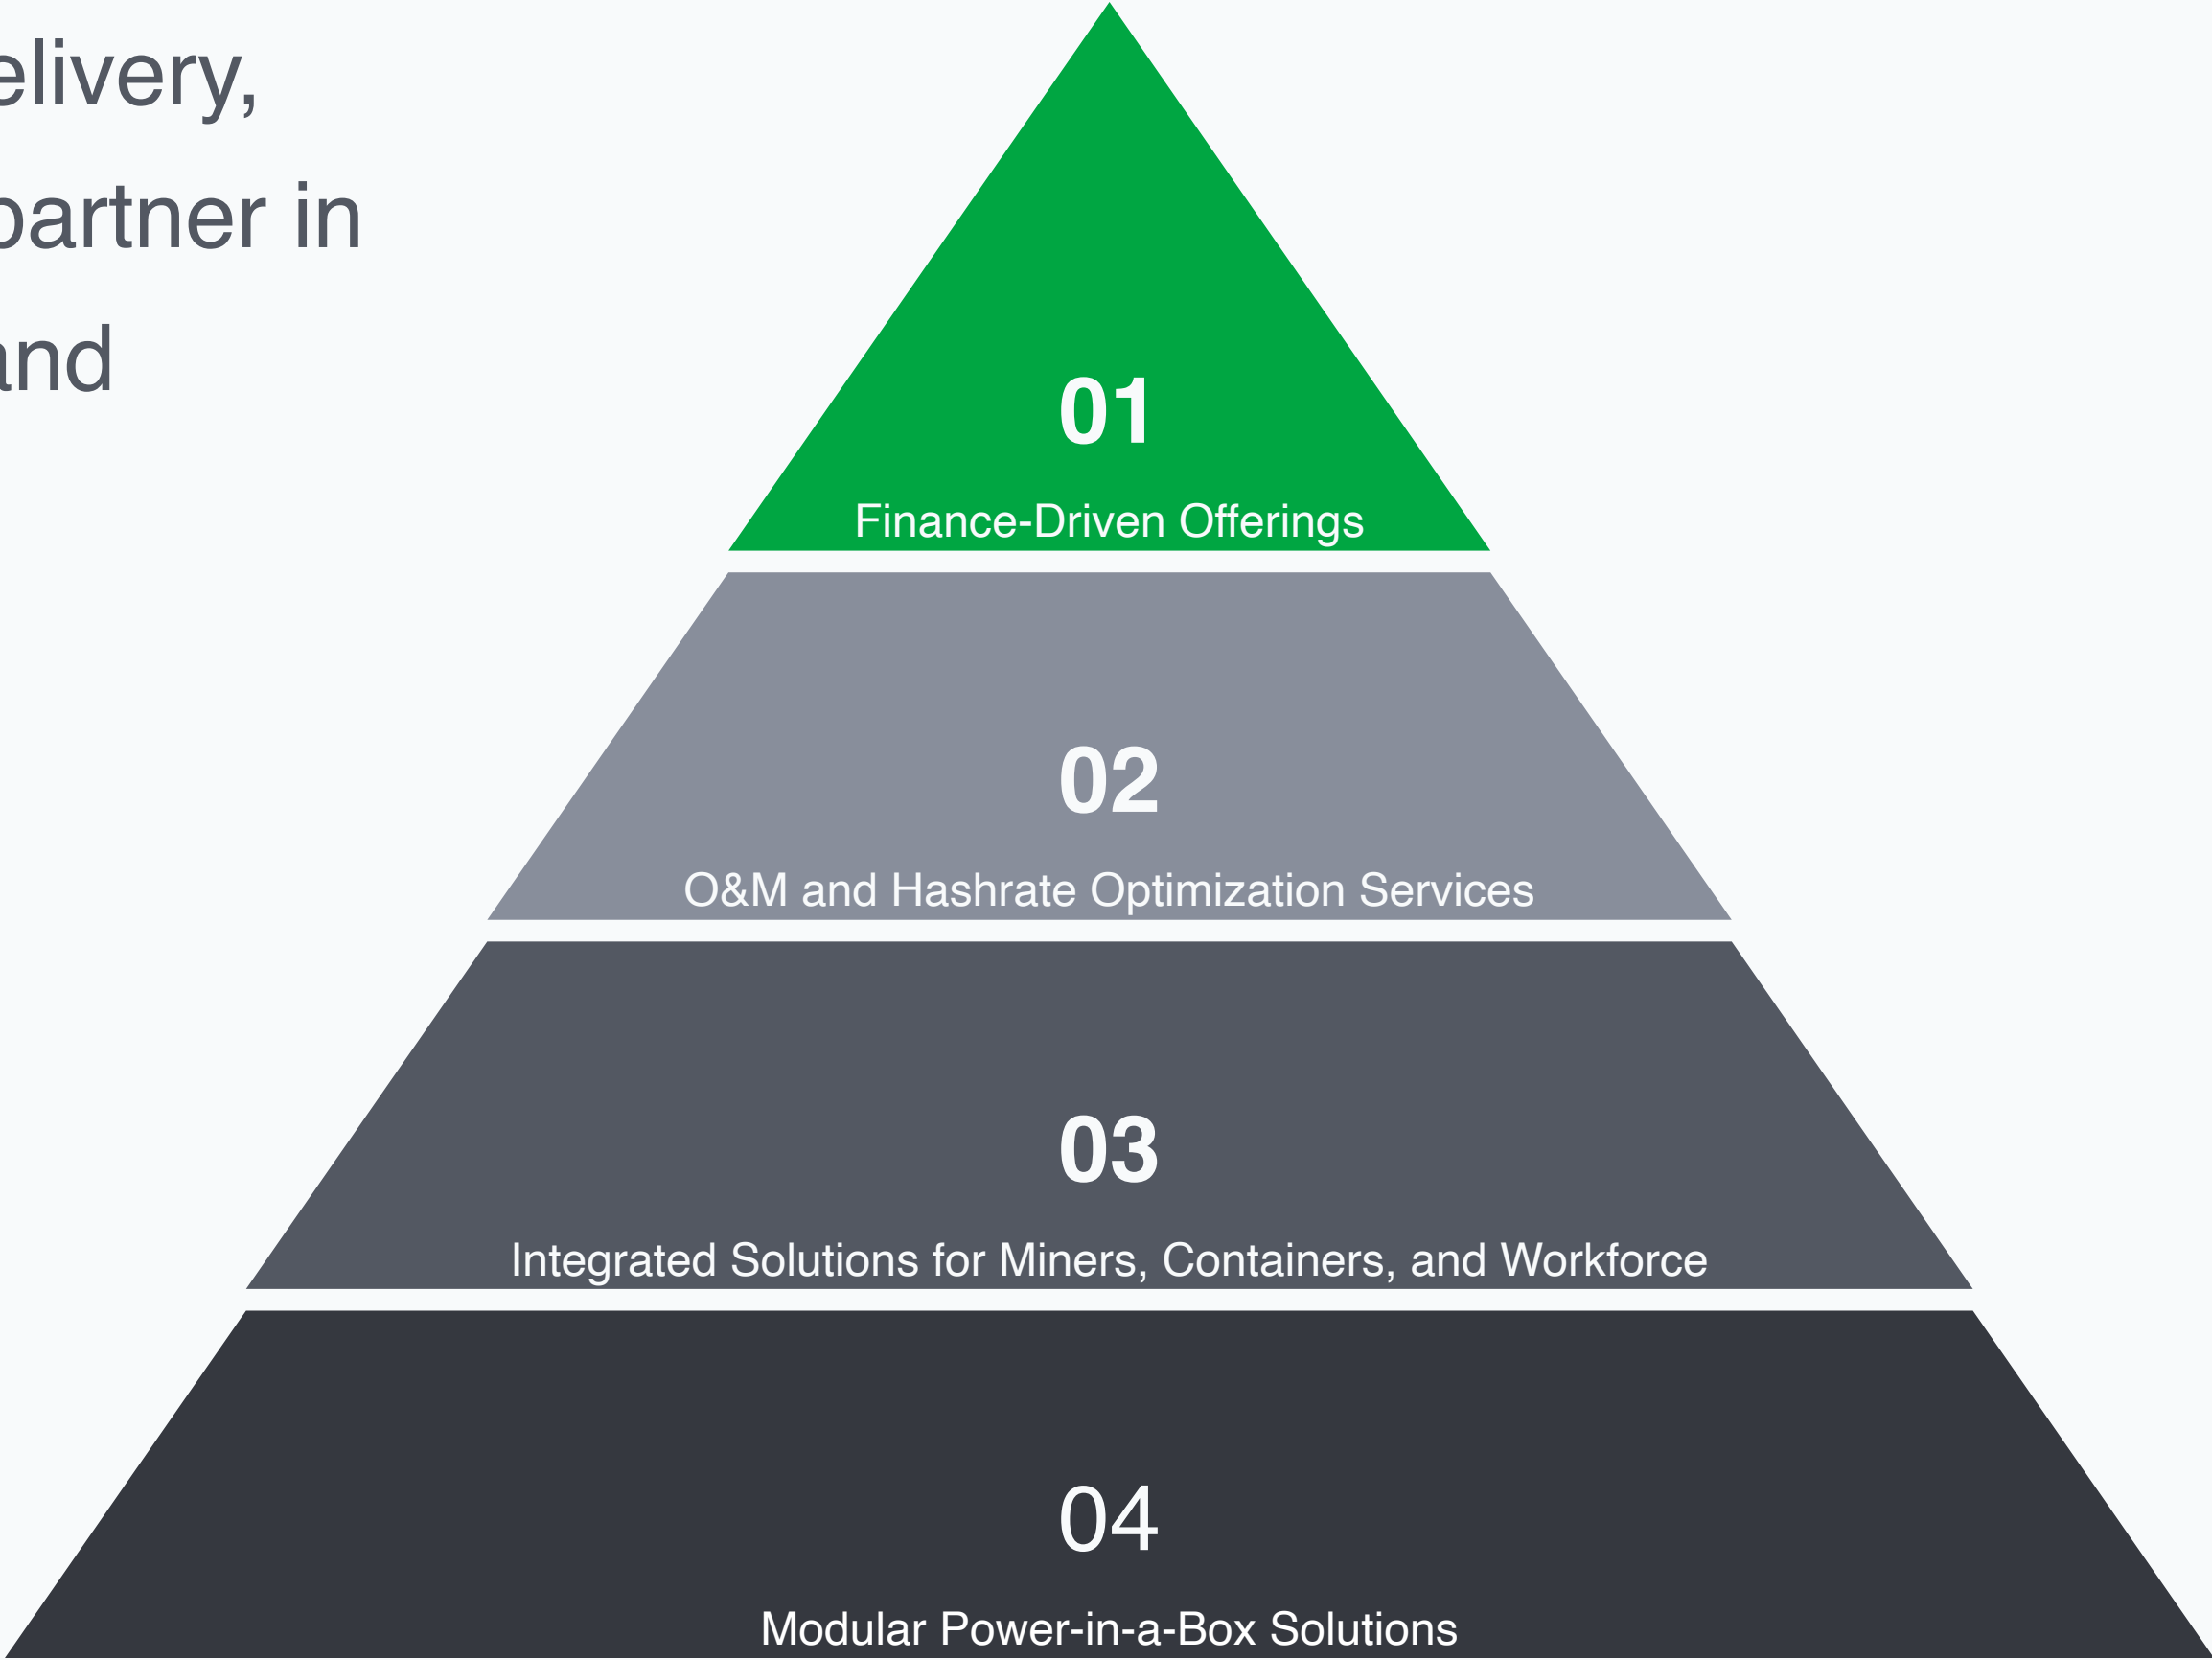 elivery,
partner in
and
01
Finance-Driven Offerings
02
O&M and Hashrate Optimization Services
03
Integrated Solutions for Miners, Containers, and Workforce
04
Modular Power-in-a-Box Solutions